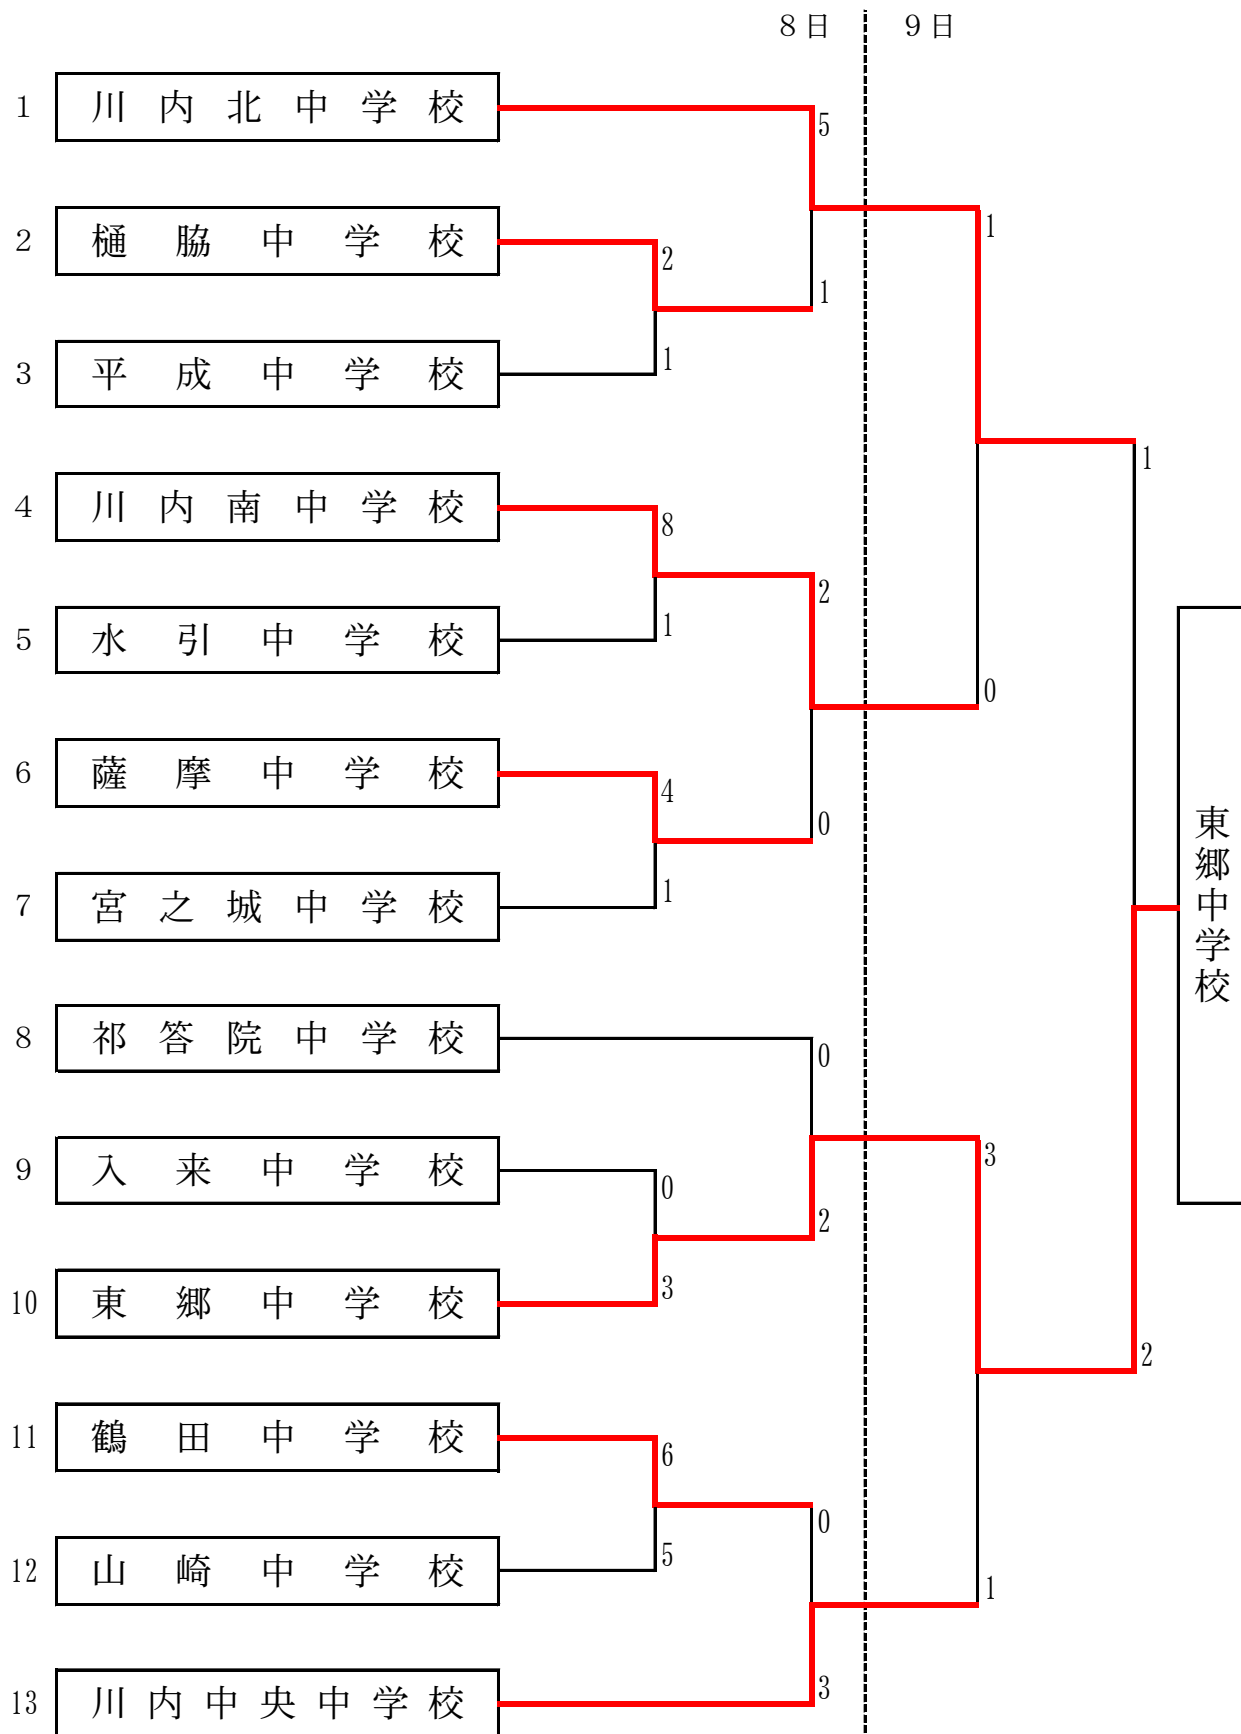 ８日 ９日
1 川内北中学校
5
2 樋脇中学校
2
1
1
3 平成中学校
1
1
4 川内南中学校
8
2
5 水引中学校
1
0
6 薩摩中学校
4
0
7 宮之城中学校
1
東郷中学校
8 祁答院中学校
0
3
9 入来中学校
0
2
10 東郷中学校
3
2
11 鶴田中学校
6
0
12 山崎中学校
5
1
13 川内中央中学校
3